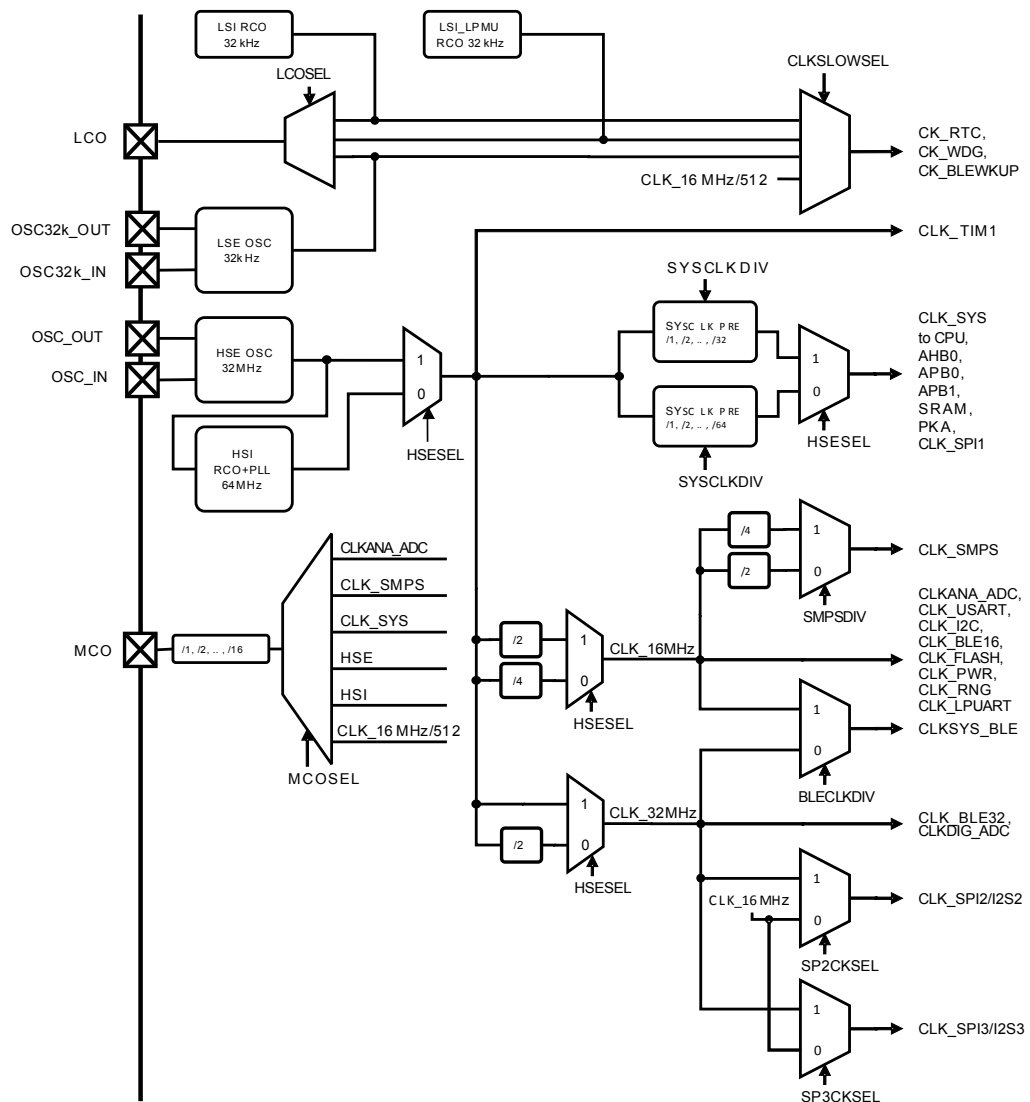 LSI RCO
32 kHz
LSI_LPMU
RCO 32 kHz
LCOSEL
CLKSLOWSEL
LCO
CK_RTC,
CK_WDG,
CK_BLEWKUP
CLK_16 MHz/512
OSC32k_OUT
OSC32k_IN
LSE OSC
32kHz
CLK_TIM1
SYSCLKDIV
OSC_OUT
OSC_IN
HSE OSC
32MHz
1
0
HSESEL
SYSC LK PRE
/1, /2, .. , /32
SYSC LK PRE
/1, /2, .. , /64
SYSCLKDIV
1
0
HSESEL
CLK_SYS
to CPU,
AHB0,
APB0,
APB1,
SRAM,
PKA,
CLK_SPI1
HSI
RCO+PLL
64MHz
CLKANA_ADC
CLK_SMPS
CLK_SYS
HSE
HSI
CLK_16 MHz/512
MCO
/1, /2, .. , /16
MCOSEL
/4
/2
1
0
SMPSDIV
CLK_SMPS
/2
/4
1
0
HSESEL
CLK_16MHz
CLKANA_ADC,
CLK_USART,
CLK_I2C,
CLK_BLE16,
CLK_FLASH,
CLK_PWR,
CLK_RNG
CLK_LPUART
1
0
BLECLKDIV
CLKSYS_BLE
/2
1
0
HSESEL
CLK_32MHz
CLK_BLE32,
CLKDIG_ADC
CLK_16 MHz
1
0
SP2CKSEL
CLK_SPI2/I2S2
1
0
SP3CKSEL
CLK_SPI3/I2S3